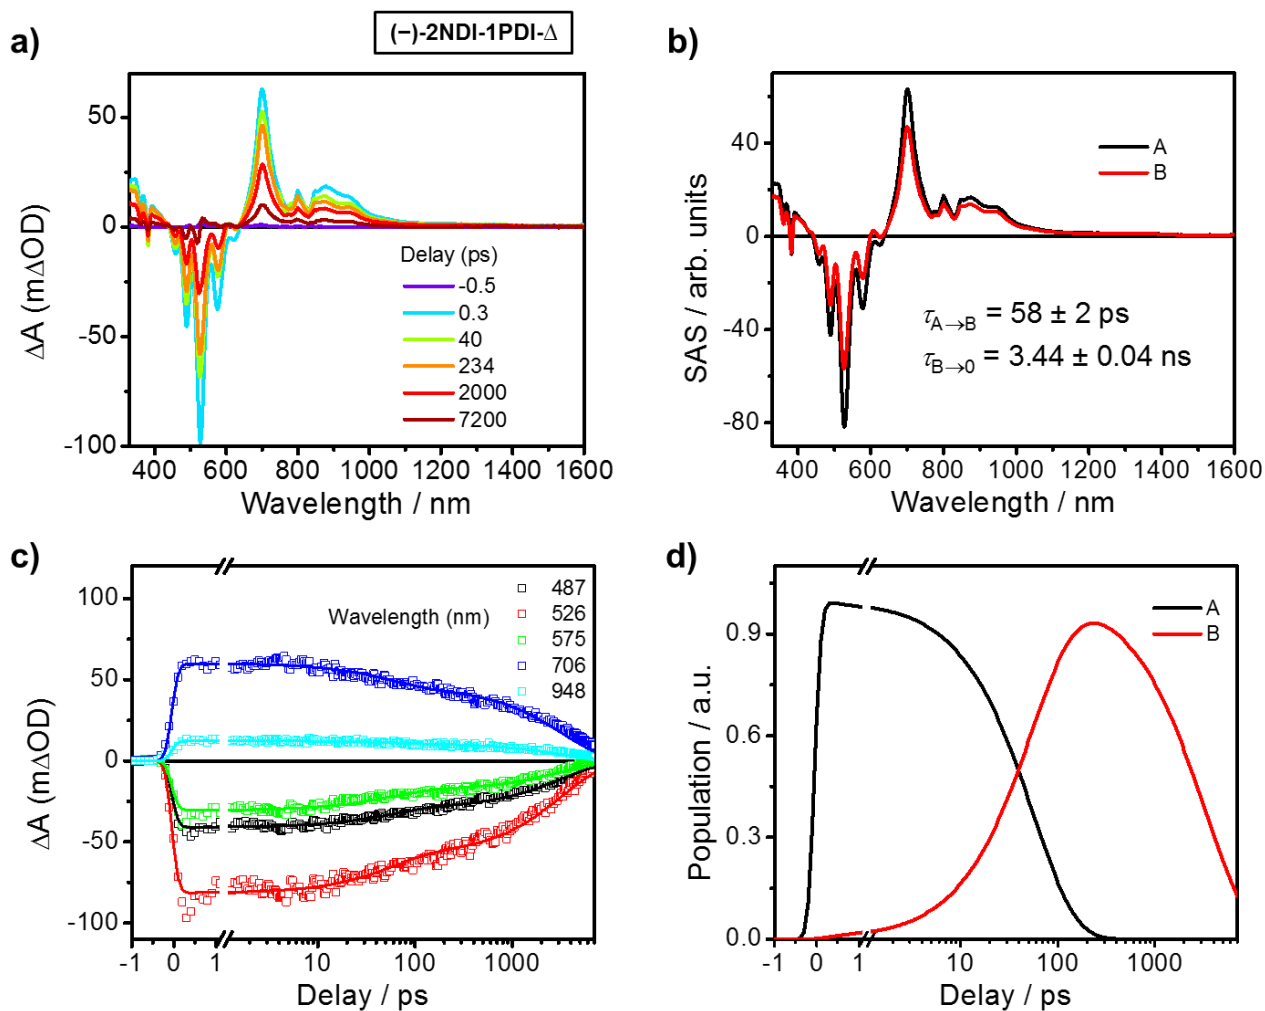 (−)-2NDI-1PDI-Δ
a)
50
0
-50
-100
ΔA (mΔOD)
400 600 800 1000 1200 1400 1600
Wavelength / nm
Delay (ps)
-0.5
0.3
40
234
2000
7200
b)
40
0
-40
-80
SAS / arb. units
400 600 800 1000 1200 1400 1600
Wavelength / nm
A
B
τA→B = 58 ± 2 ps
τB→0 = 3.44 ± 0.04 ns
c)
100
50
0
-50
-100
ΔA (mΔOD)
-1 0 1 10 100 1000
Delay / ps
Wavelength (nm)
487
526
575
706
948
d)
0.9
0.6
0.3
0.0
Population / a.u.
-1 0 1 10 100 1000
Delay / ps
A
B